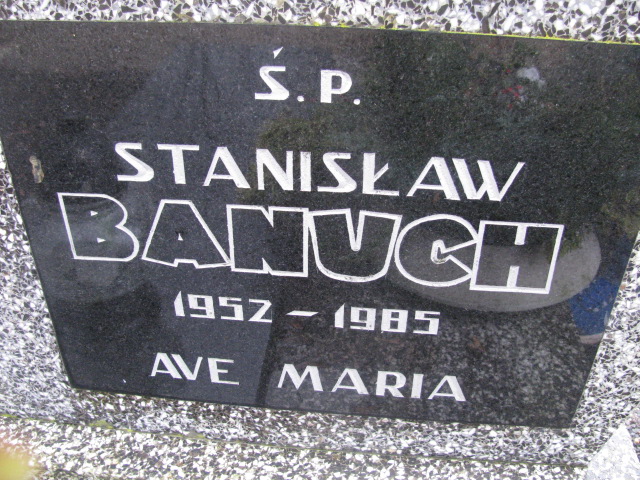 Ś.P.
STANISŁAW
BANUCH
1952 - 1985
AVE MARIA